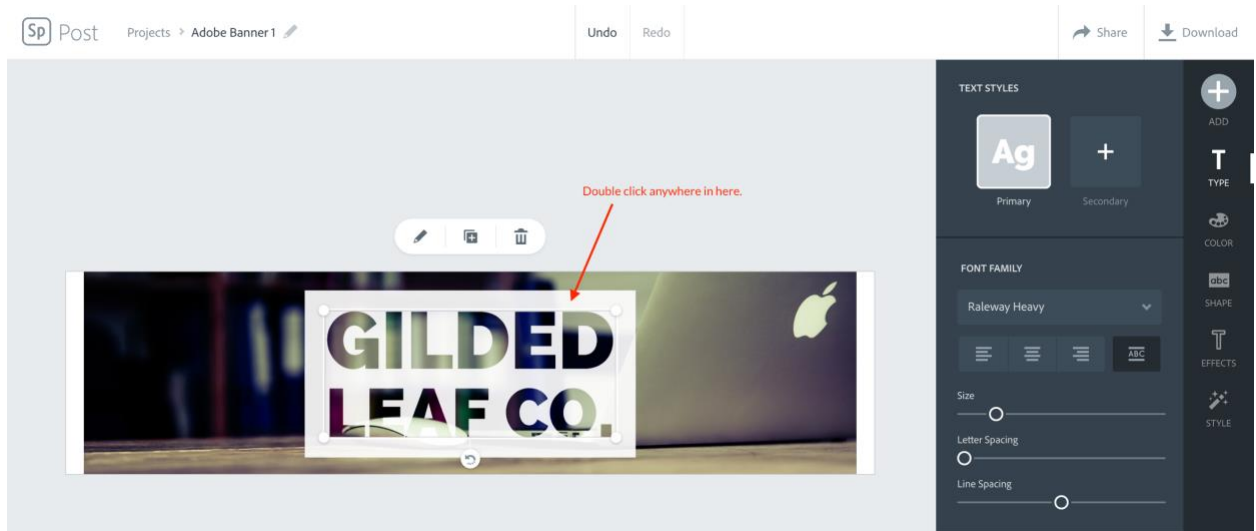 Sp Post Projects > Adobe Banner 1 Undo Redo Share Download
TEXT STYLES
Ag
+
Primary Secondary
FONT FAMILY
Raleway Heavy
ABC
Size
Letter Spacing
Line Spacing
ADD
T
TYPE
COLOR
abc
SHAPE
T
EFFECTS
STYLE
Double click anywhere in here.
GILDED
LEAF CO.